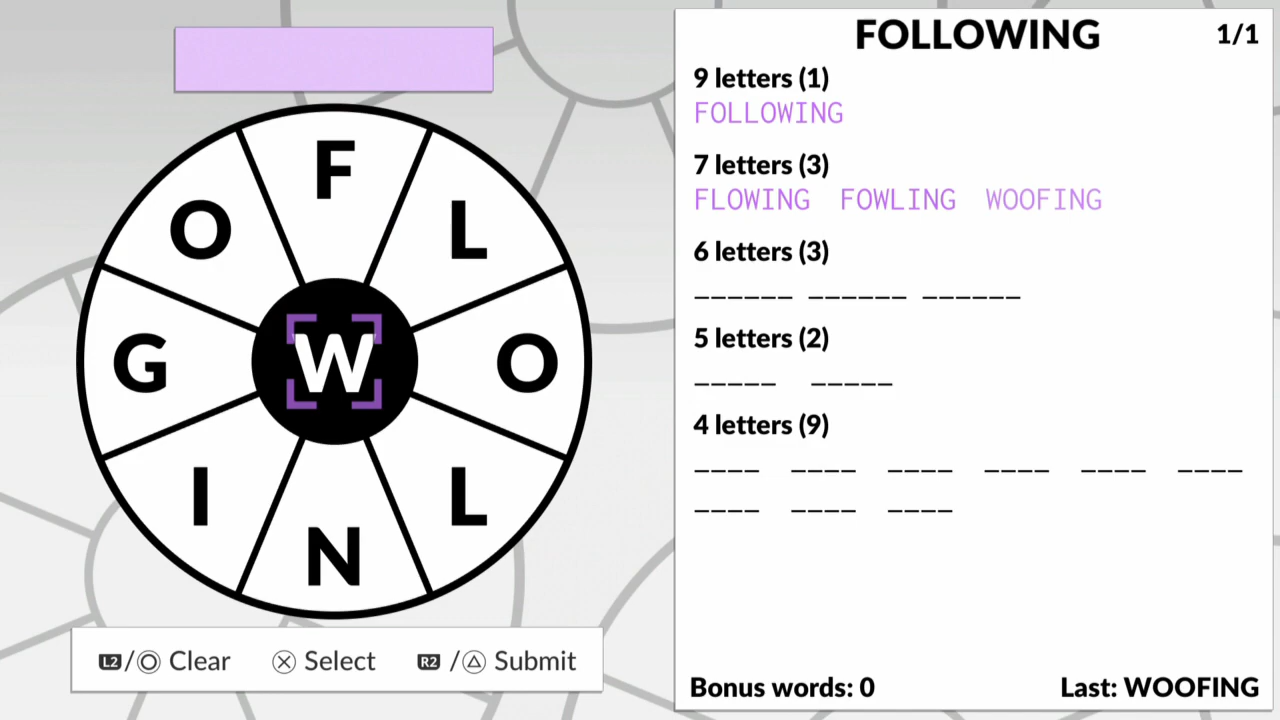 FOLLOWING 1/1
9 letters (1)
FOLLOWING
7 letters (3)
FLOWING FOWLING WOOFING
6 letters (3)
5 letters (2)
4 letters (9)
F
O L
G W O
I L
N
L2/O Clear X Select R2/△ Submit
Bonus words: 0 Last: WOOFING